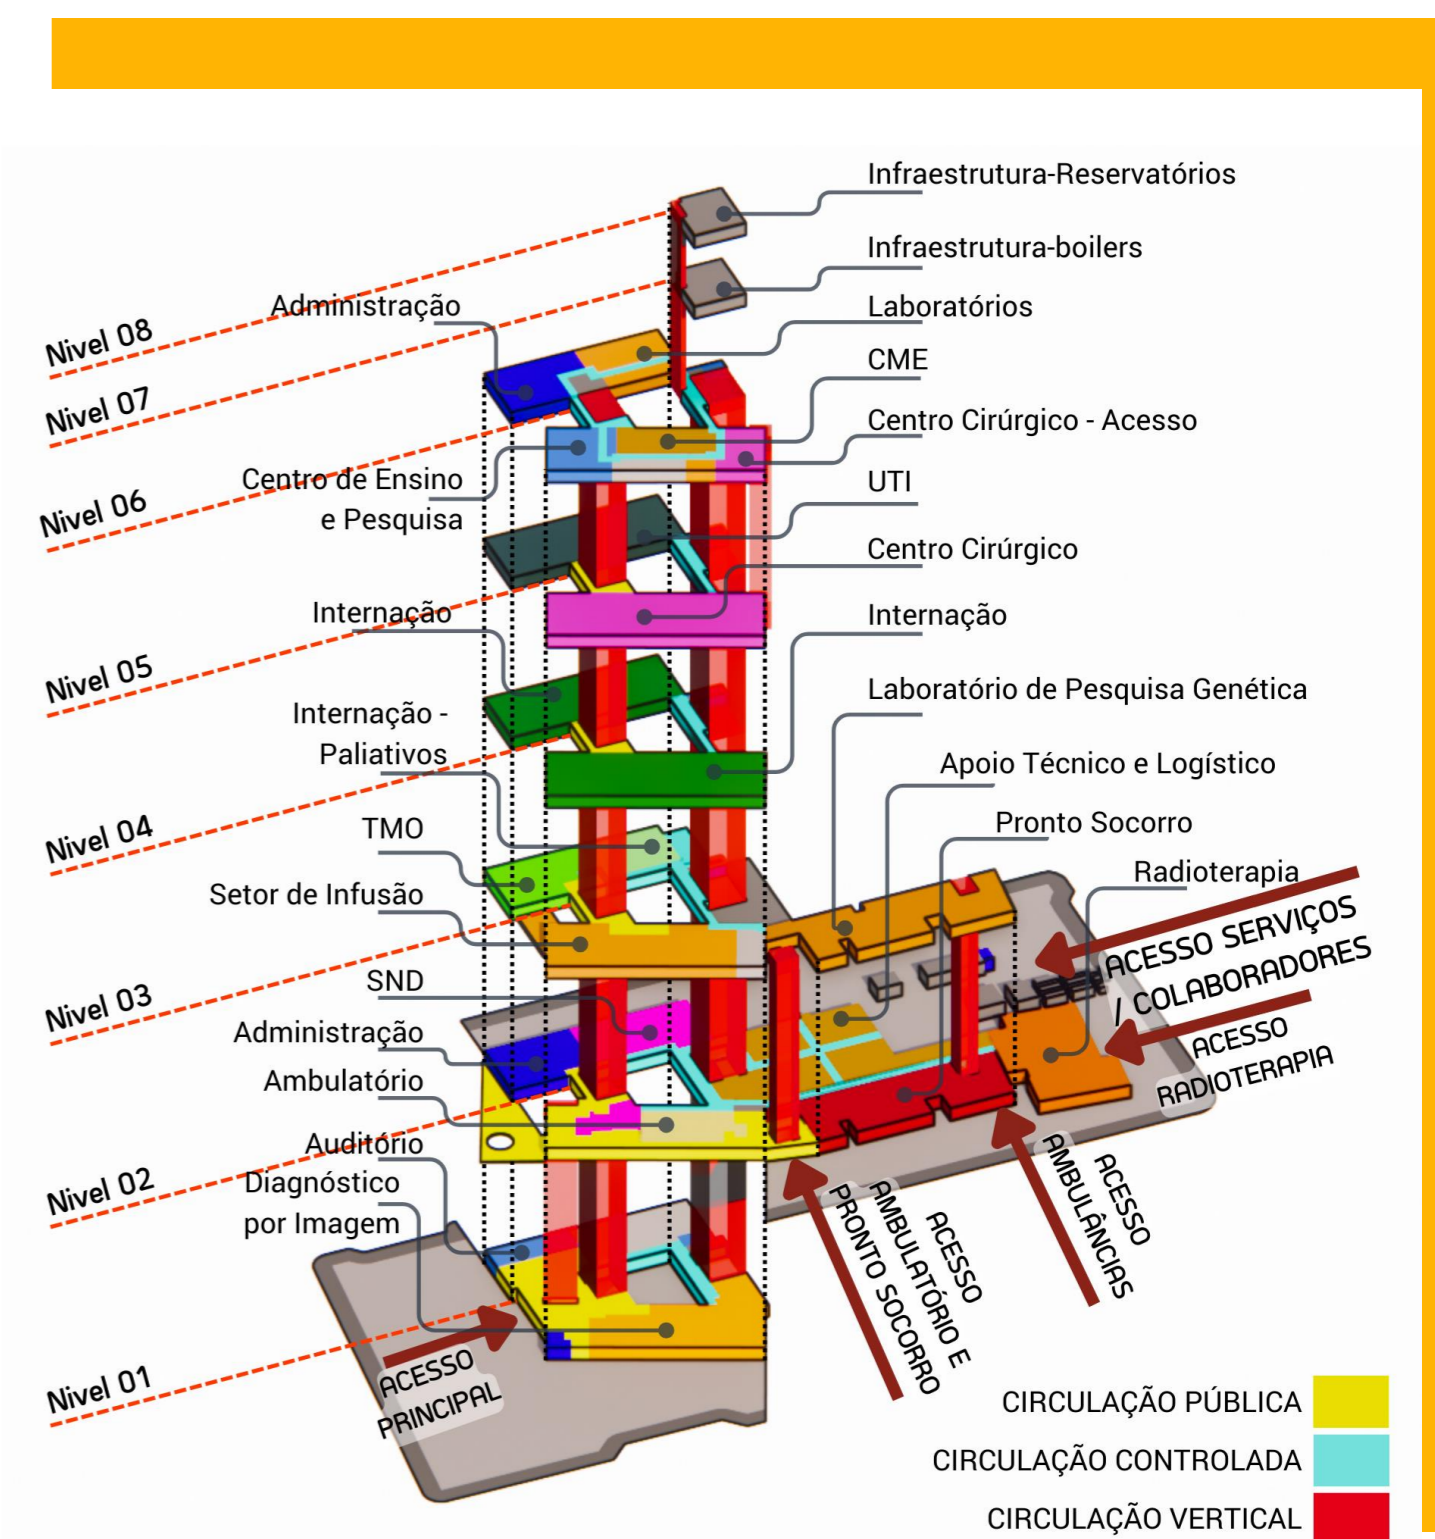 Infraestrutura-Reservatórios
Infraestrutura-boilers
Nivel 08
Administração
Laboratórios
Nivel 07
CME
Centro Cirúrgico - Acesso
Centro de Ensino
e Pesquisa
UTI
Nivel 06
Centro Cirúrgico
Internação
Internação
Nivel 05
Laboratório de Pesquisa Genética
Internação -
Paliativos
Apoio Técnico e Logístico
TMO
Pronto Socorro
Nivel 04
Radioterapia
Setor de Infusão
ACESSO SERVIÇOS
/ COLABORADORES
SND
Nivel 03
Administração
ACESSO
RADIOTERAPIA
Ambulatório
Auditório
Nivel 02
Diagnóstico
por Imagem
ACESSO
AMBULÂNCIAS
ACESSO
AMBULATÓRIO E
PRONTO SOCORRO
Nivel 01
ACESSO
PRINCIPAL
CIRCULAÇÃO PÚBLICA
CIRCULAÇÃO CONTROLADA
CIRCULAÇÃO VERTICAL